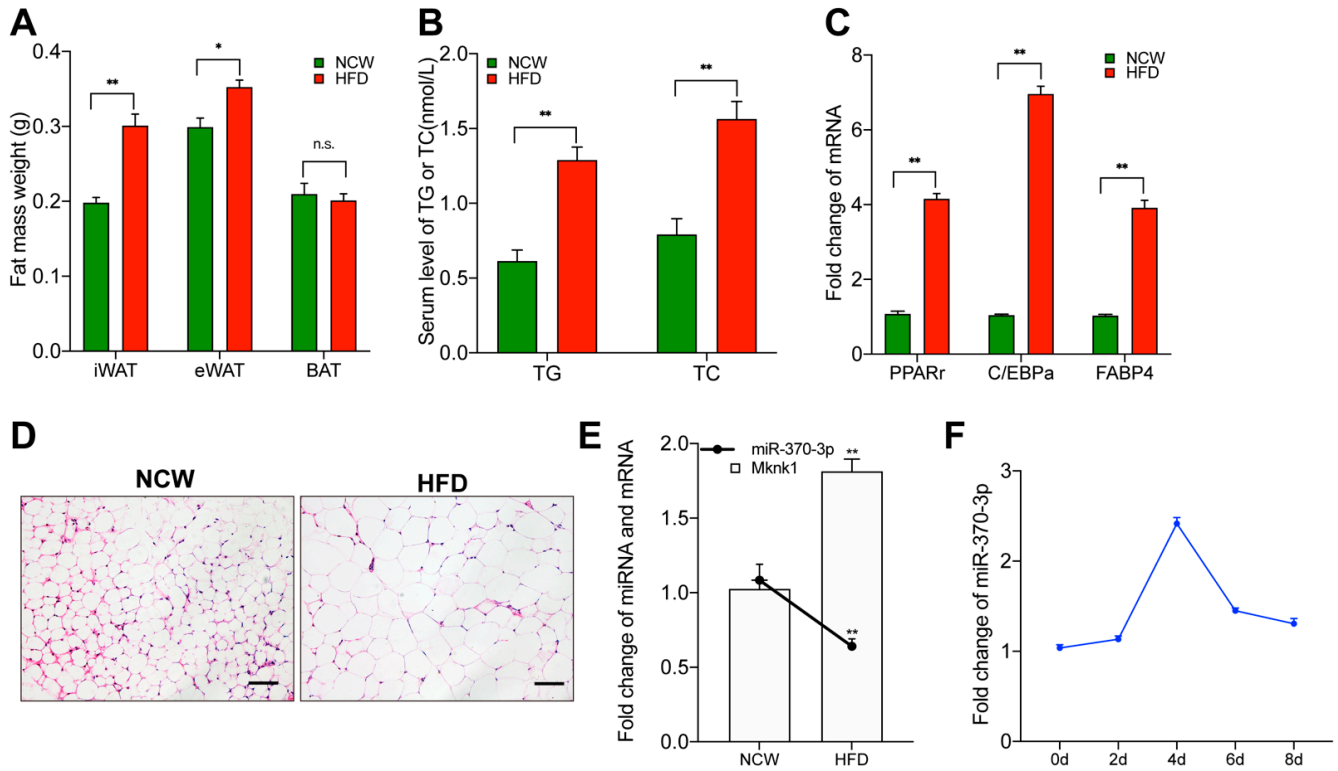 A
Fat mass weight (g)
0.4
0.3
0.2
0.1
0.0
**
*
n.s.
NCW
HFD
iWAT
eWAT
BAT
B
Serum level of TG or TC(nmol/L)
2.0
1.5
1.0
0.5
0.0
NCW
HFD
**
**
TG
TC
C
Fold change of mRNA
8
6
4
2
0
**
**
**
NCW
HFD
PPARr
C/EBPa
FABP4
D
NCW
HFD
E
Fold change of miRNA and mRNA
2.0
1.5
1.0
0.5
0.0
miR-370-3p
Mknk1
**
**
NCW
HFD
F
Fold change of miR-370-3p
3
2
1
0
0d
2d
4d
6d
8d